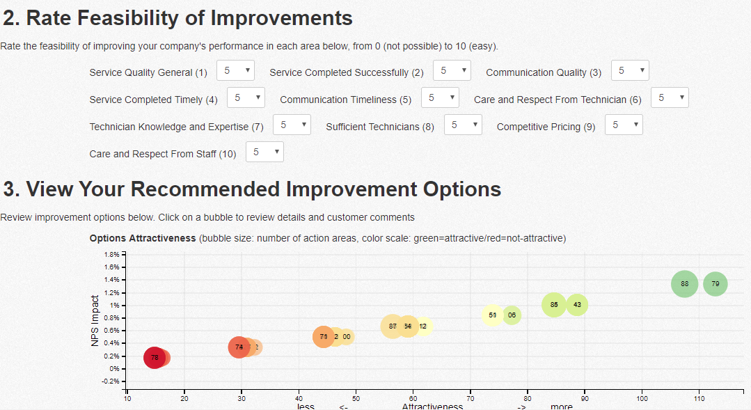 2. Rate Feasibility of Improvements
Rate the feasibility of improving your company's performance in each area below, from 0 (not possible) to 10 (easy).
Service Quality General (1) 5 Service Completed Successfully (2) 5 Communication Quality (3) 5
Service Completed Timely (4) 5 Communication Timeliness (5) 5 Care and Respect From Technician (6) 5
Technician Knowledge and Expertise (7) 5 Sufficient Technicians (8) 5 Competitive Pricing (9) 5
Care and Respect From Staff (10) 5
3. View Your Recommended Improvement Options
Review improvement options below. Click on a bubble to review details and customer comments
Options Attractiveness (bubble size: number of action areas, color scale: green=attractive/red=not-attractive)
NPS Impact
1.8%
1.6%
1.4%
1.2%
1%
0.8%
0.6%
0.4%
0.2%
0%
-0.2%
88 79
85 43
06
87 12
75 2 00
74
10 20 30 40 50 60 70 80 90 100 110
less <- Attractiveness -> more